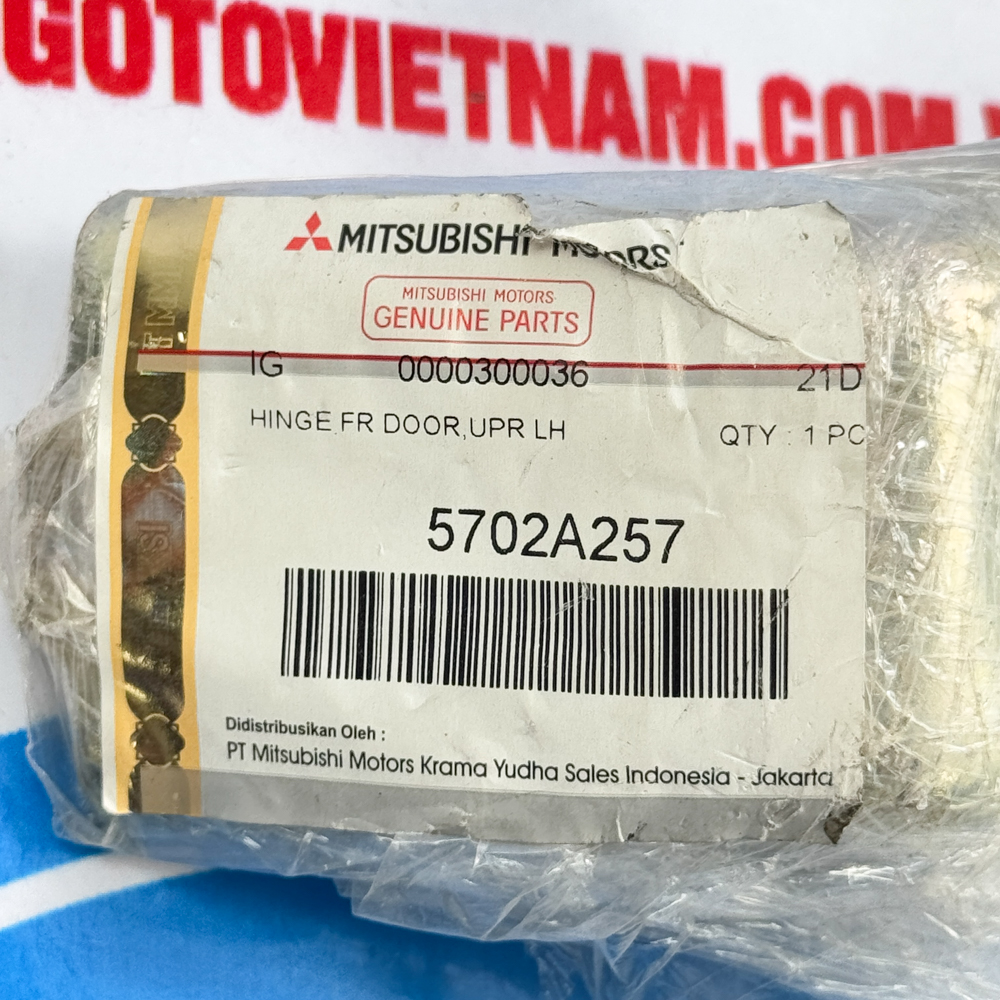 GOTOVIETNAM.COM.
MITSUBISHI MOTORS
MITSUBISHI MOTORS
GENUINE PARTS
IG 0000300036 21D
HINGE,FR DOOR,UPR LH QTY : 1 PC
5702A257
Didistribusikan Oleh :
PT Mitsubishi Motors Krama Yudha Sales Indonesia - Jakarta